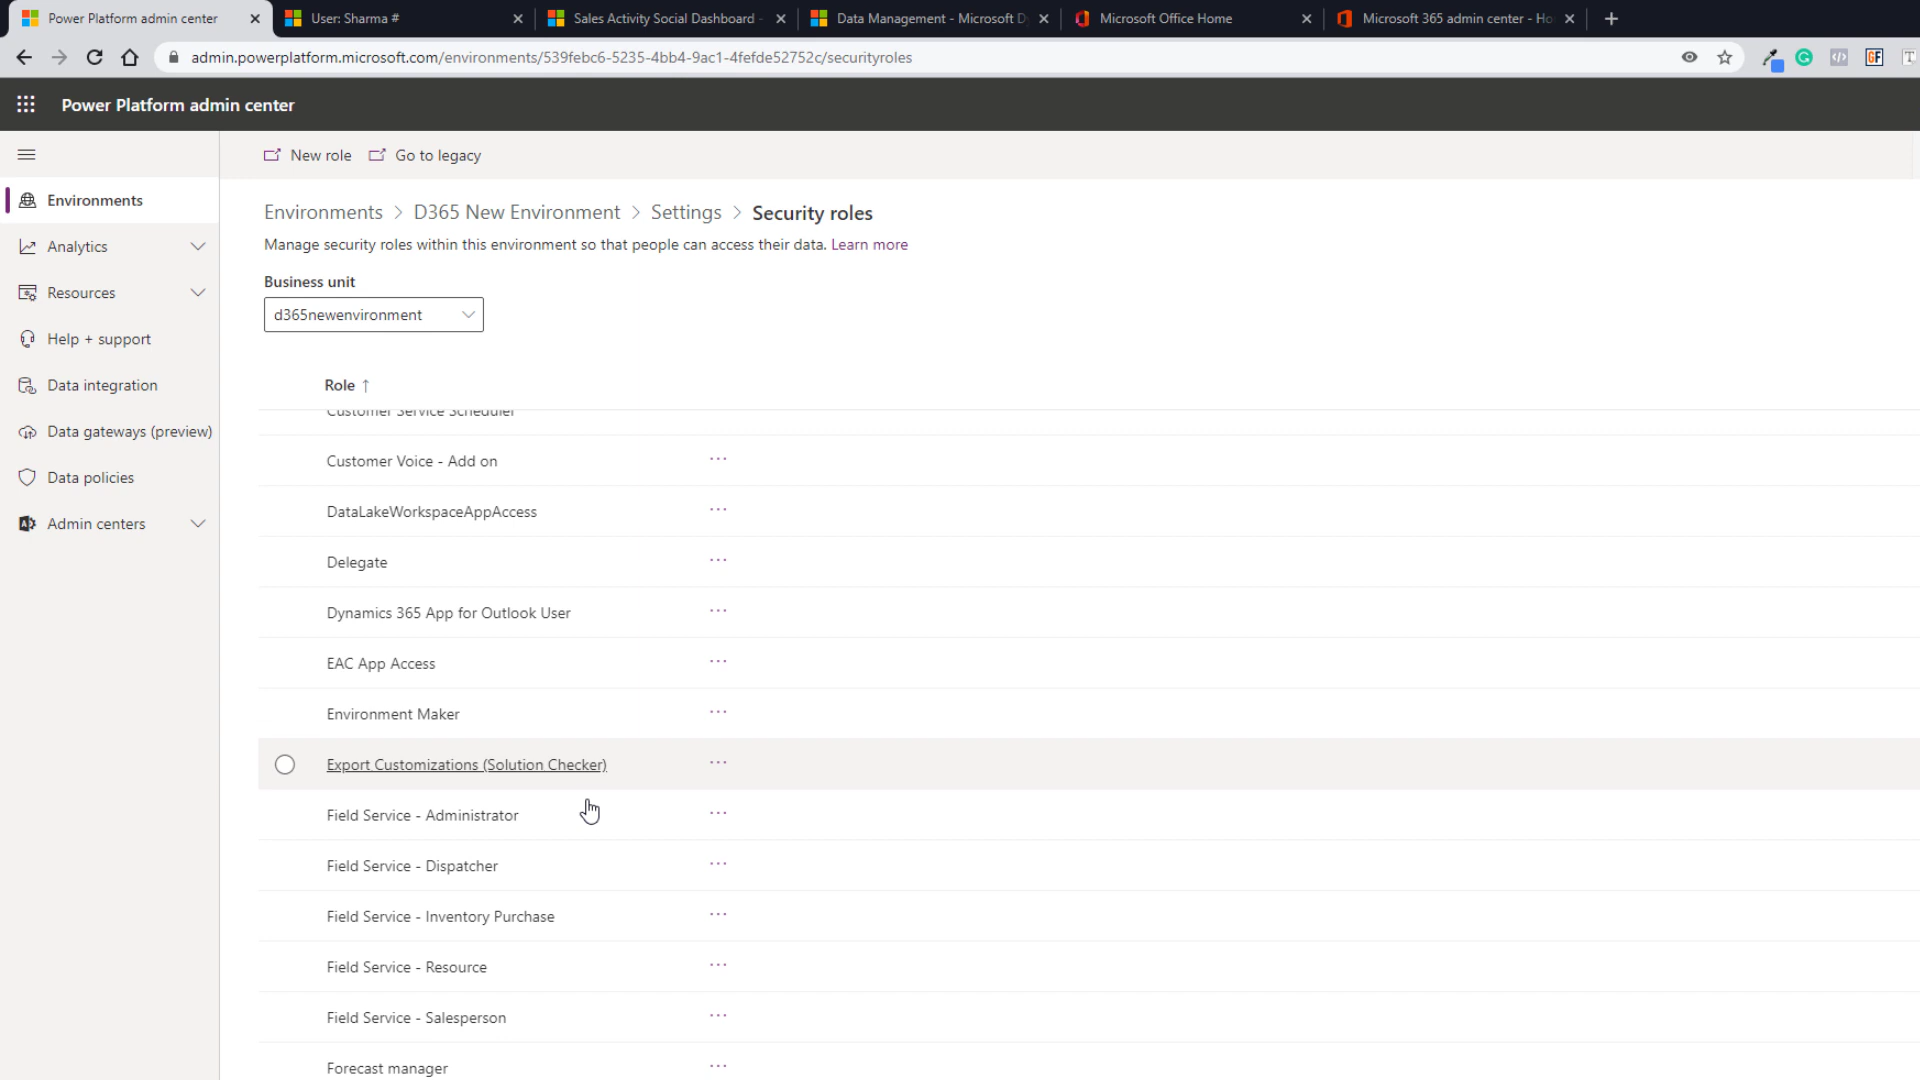 Power Platform admin center
User: Sharma #
Sales Activity Social Dashboard -
Data Management - Microsoft D
Microsoft Office Home
Microsoft 365 admin center - Ho
admin.powerplatform.microsoft.com/environments/539febc6-5235-4bb4-9ac1-4fefde52752c/securityroles
GF
T
Power Platform admin center
New role
Go to legacy
Environments
Analytics
Resources
Help + support
Data integration
Data gateways (preview)
Data policies
Admin centers
Environments > D365 New Environment > Settings > Security roles
Manage security roles within this environment so that people can access their data. Learn more
Business unit
d365newenvironment
Role ↑
Customer Service Scheduler
Customer Voice - Add on
DataLakeWorkspaceAppAccess
Delegate
Dynamics 365 App for Outlook User
EAC App Access
Environment Maker
Export Customizations (Solution Checker)
Field Service - Administrator
Field Service - Dispatcher
Field Service - Inventory Purchase
Field Service - Resource
Field Service - Salesperson
Forecast manager